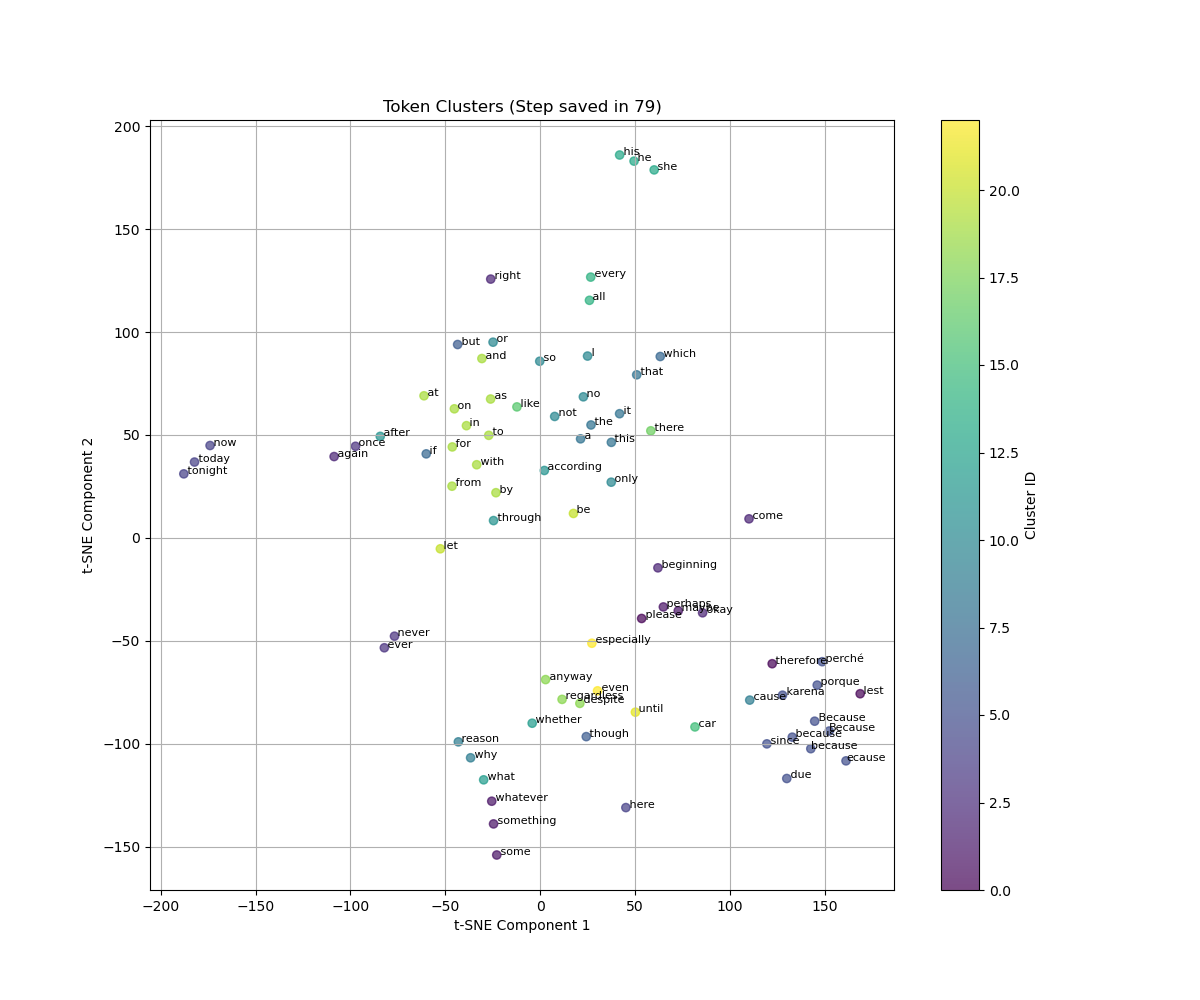 Token Clusters (Step saved in 79)
200
his
he
she
150
right
every
all
100
but
or
and
so
I
which
that
at
as
no
on
like
not
it
in
the
there
50
to
a
this
now
after
once
for
if
again
today
tonight
with
according
from
only
by
be
through
come
0
let
beginning
perhaps
maybe
okay
please
never
ever
especially
−50
therefore
perché
anyway
even
regardless
despite
cause
karena
porque
lest
until
whether
car
though
Because
Because
because
since
because
ecause
reason
why
−100
what
due
whatever
here
something
some
−150
−200
−150
−100
−50
0
50
100
150
t-SNE Component 1
t-SNE Component 2
20.0
17.5
15.0
12.5
10.0
7.5
5.0
2.5
0.0
Cluster ID